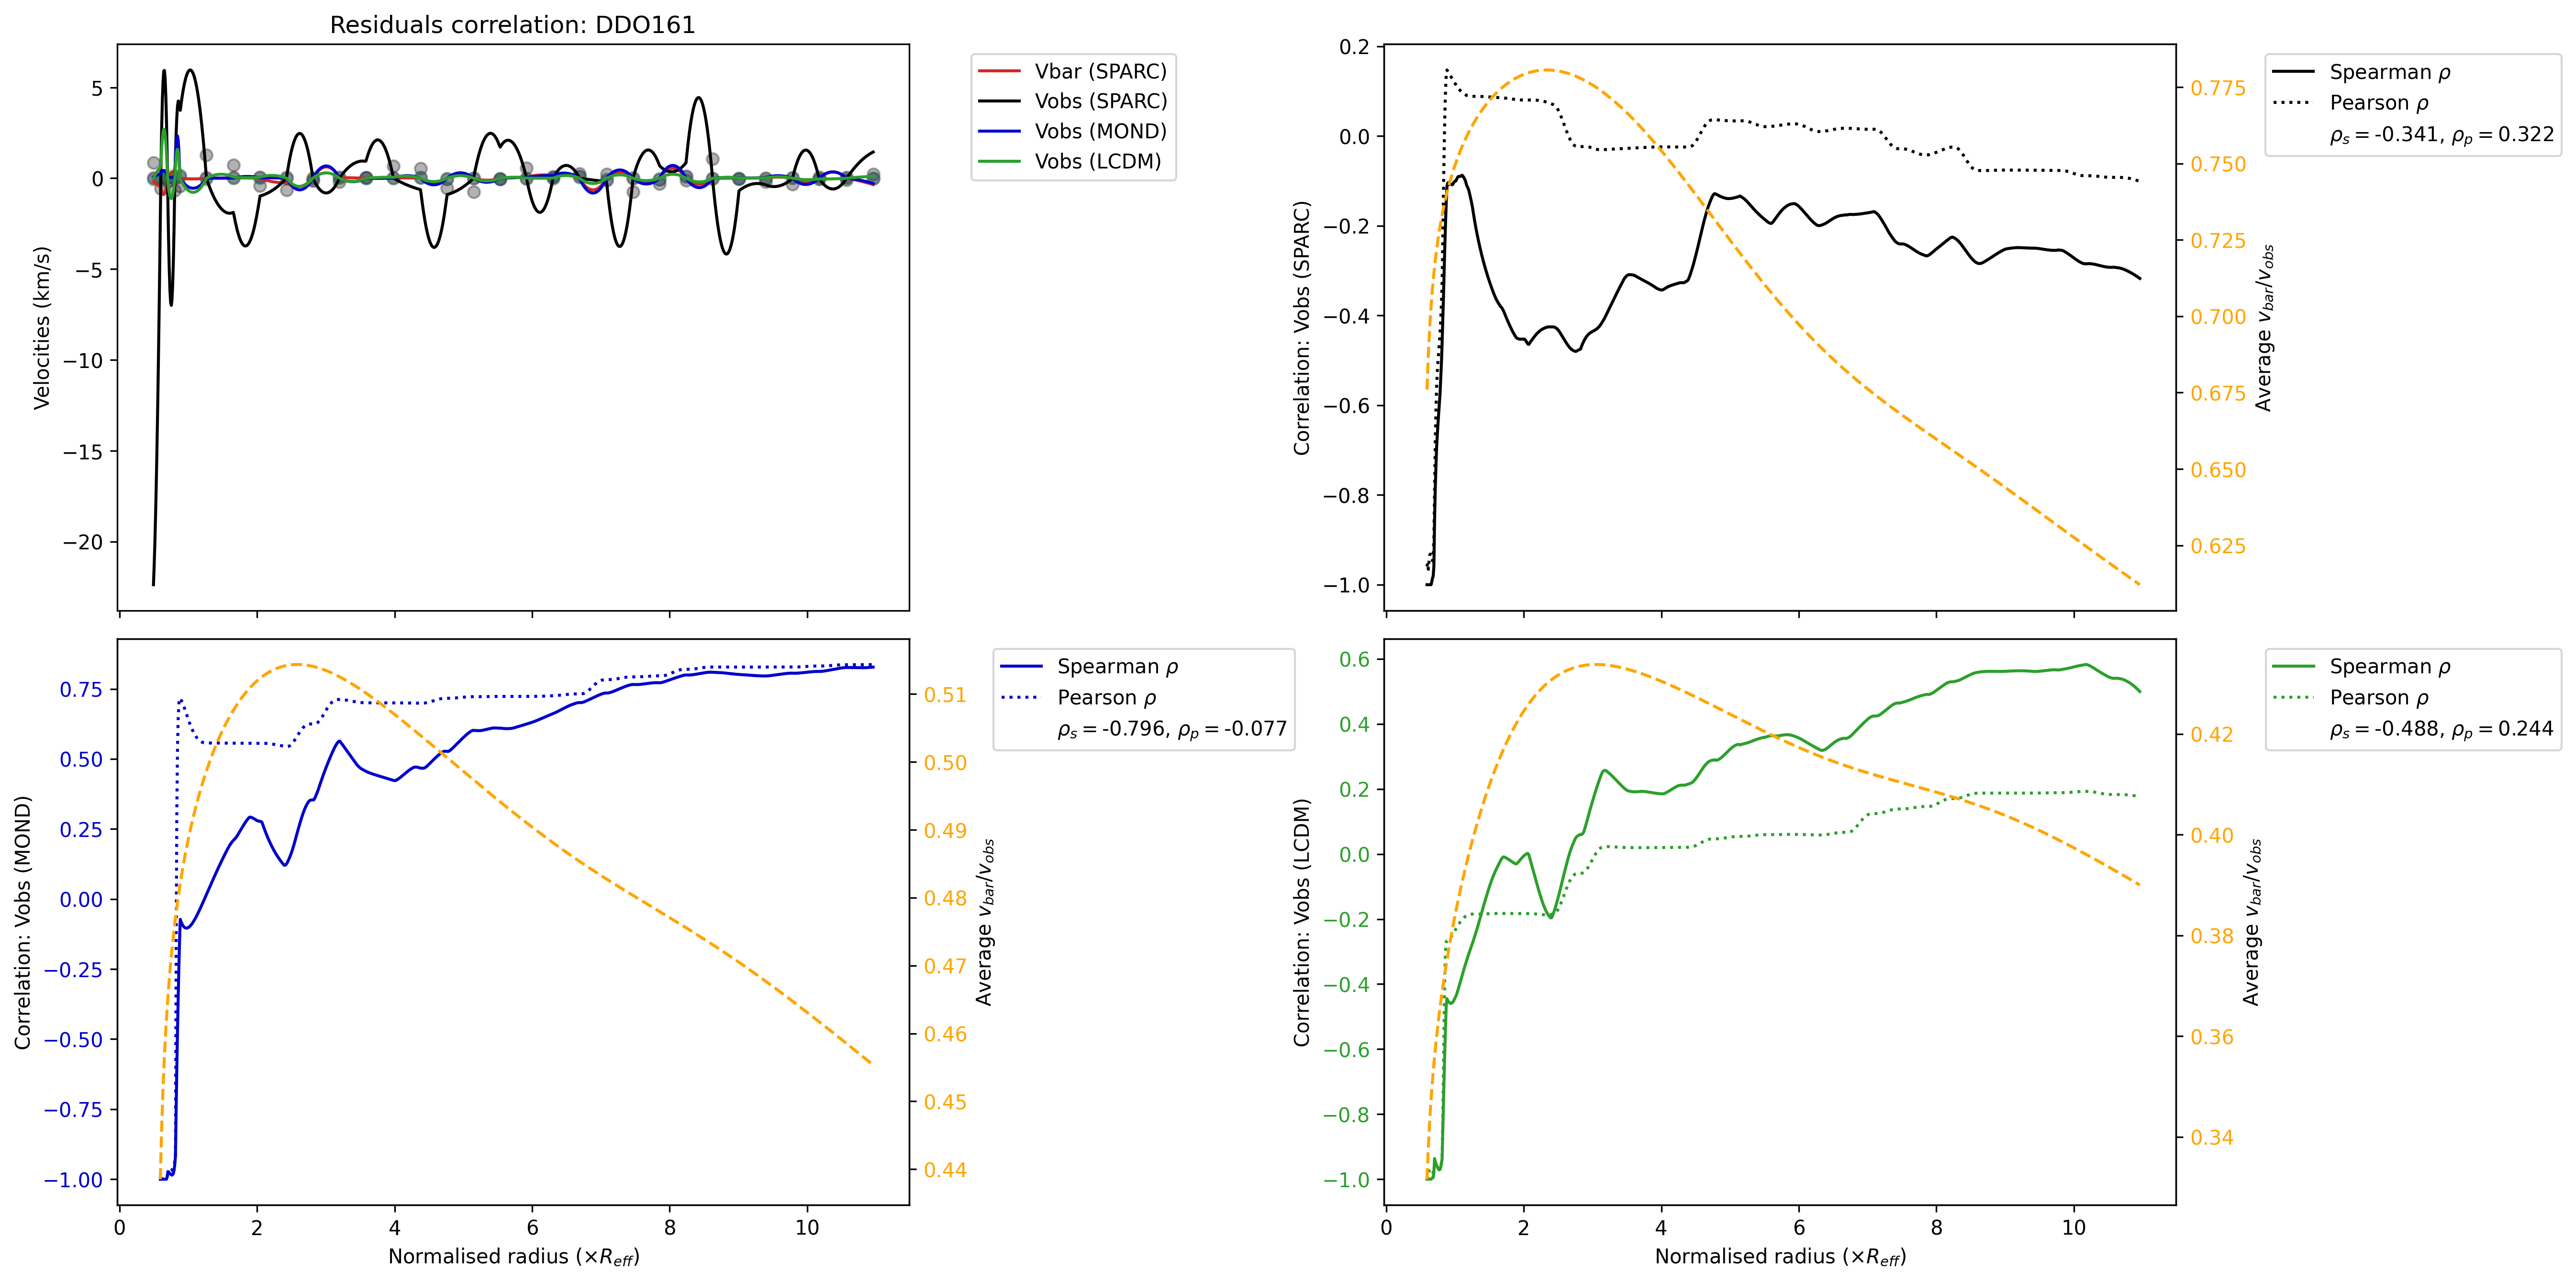 Residuals correlation: DDO161
Velocities (km/s)
5
0
−5
−10
−15
−20
Vbar (SPARC)
Vobs (SPARC)
Vobs (MOND)
Vobs (LCDM)
Correlation: Vobs (SPARC)
0.2
0.0
−0.2
−0.4
−0.6
−0.8
−1.0
0.775
0.750
0.725
0.700
0.675
0.650
0.625
Average v_bar/v_obs
Spearman ρ
Pearson ρ
ρ_s = -0.341, ρ_p = 0.322
Correlation: Vobs (MOND)
0.75
0.50
0.25
0.00
−0.25
−0.50
−0.75
−1.00
0 2 4 6 8 10
Normalised radius (×R_eff)
0.51
0.50
0.49
0.48
0.47
0.46
0.45
0.44
Average v_bar/v_obs
Spearman ρ
Pearson ρ
ρ_s = -0.796, ρ_p = -0.077
Correlation: Vobs (LCDM)
0.6
0.4
0.2
0.0
−0.2
−0.4
−0.6
−0.8
−1.0
0 2 4 6 8 10
Normalised radius (×R_eff)
0.42
0.40
0.38
0.36
0.34
Average v_bar/v_obs
Spearman ρ
Pearson ρ
ρ_s = -0.488, ρ_p = 0.244